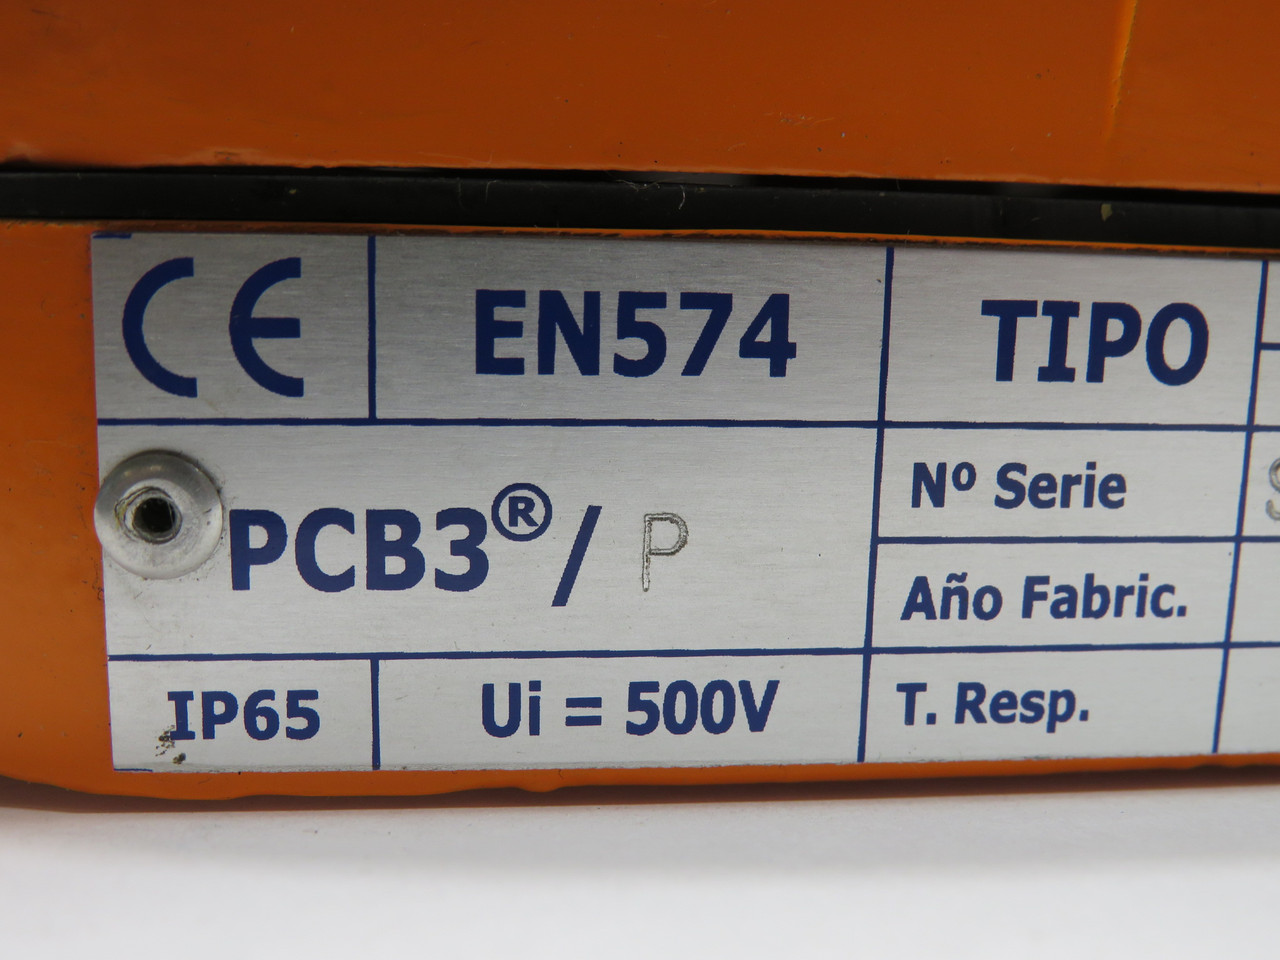 CE EN574 TIPO
PCB3®/ P
Nº Serie
Año Fabric.
IP65 Ui = 500V T. Resp.